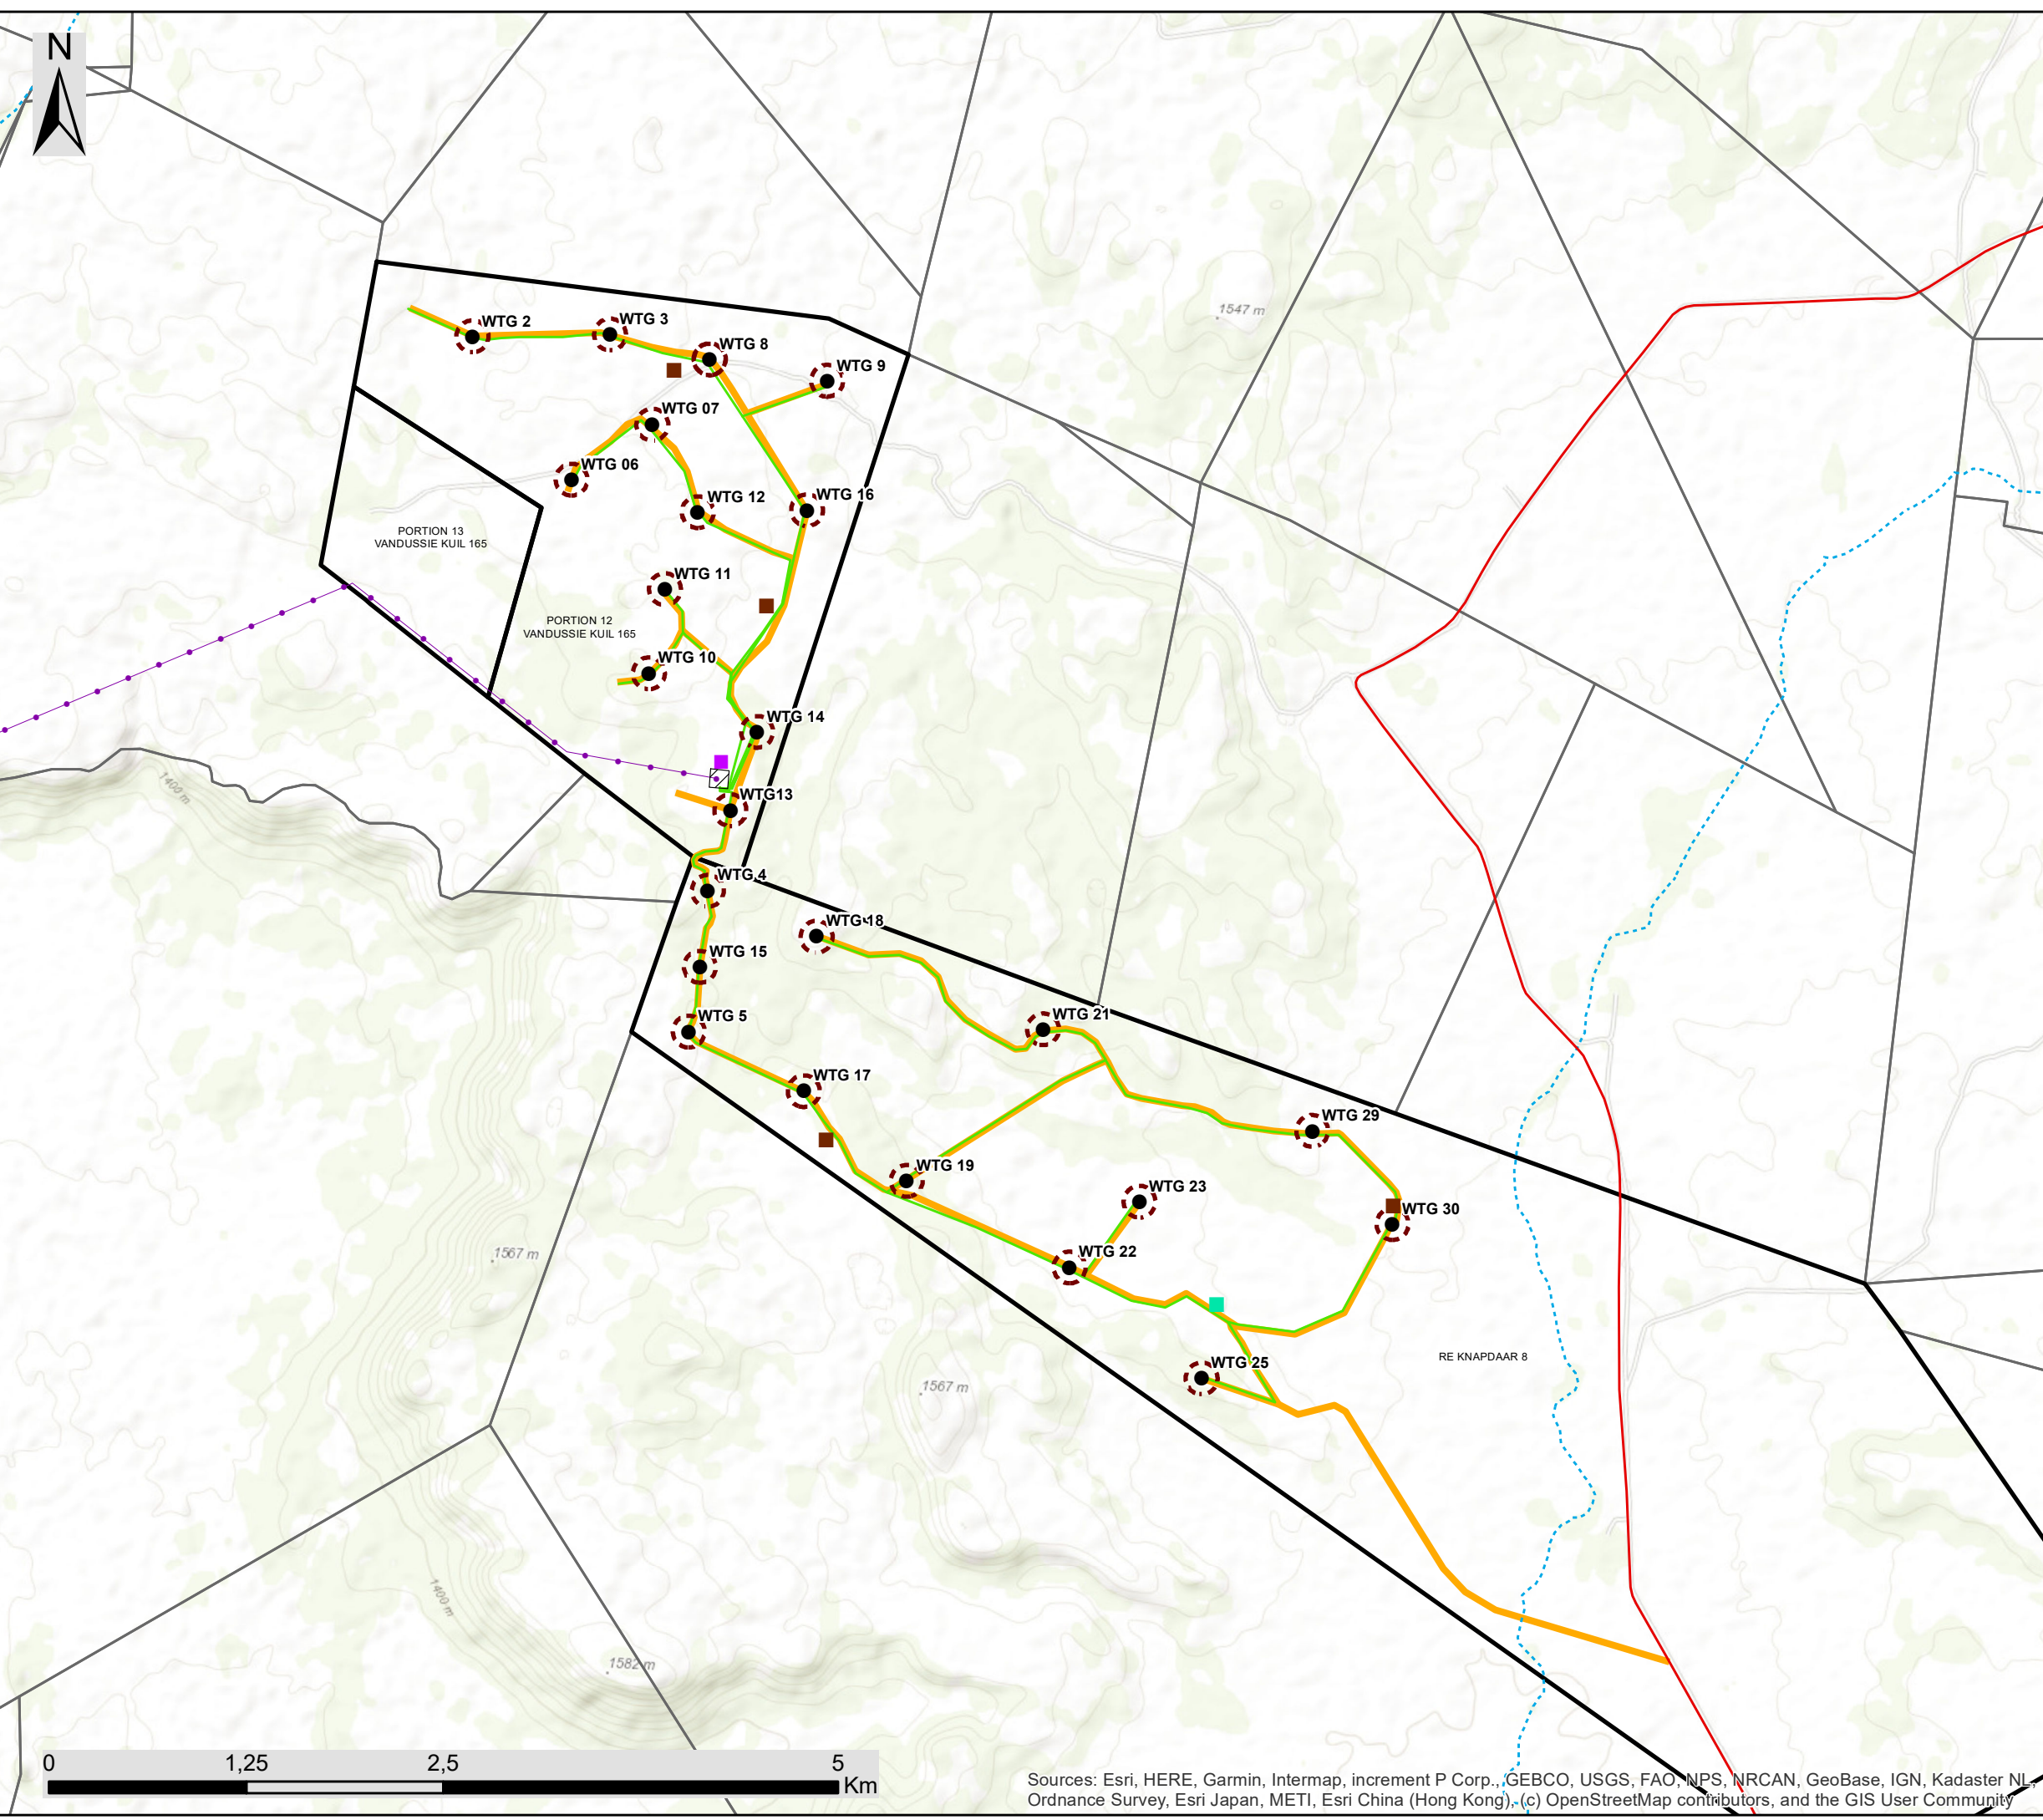 N
1547 m
WTG 2
WTG 3
WTG 8
WTG 9
WTG 07
WTG 06
WTG 12
WTG 16
PORTION 13
VANDUSSIE KUIL 165
WTG 11
PORTION 12
VANDUSSIE KUIL 165
WTG 10
WTG 14
1400 m
WTG13
WTG 4
WTG 18
WTG 15
WTG 5
WTG 21
WTG 17
WTG 29
WTG 19
WTG 23
WTG 30
1567 m
WTG 22
RE KNAPDAAR 8
WTG 25
1567 m
1400 m
1582 m
0 1,25 2,5 5
Km
Sources: Esri, HERE, Garmin, Intermap, increment P Corp., GEBCO, USGS, FAO, NPS, NRCAN, GeoBase, IGN, Kadaster NL,
Ordnance Survey, Esri Japan, METI, Esri China (Hong Kong), (c) OpenStreetMap contributors, and the GIS User Community